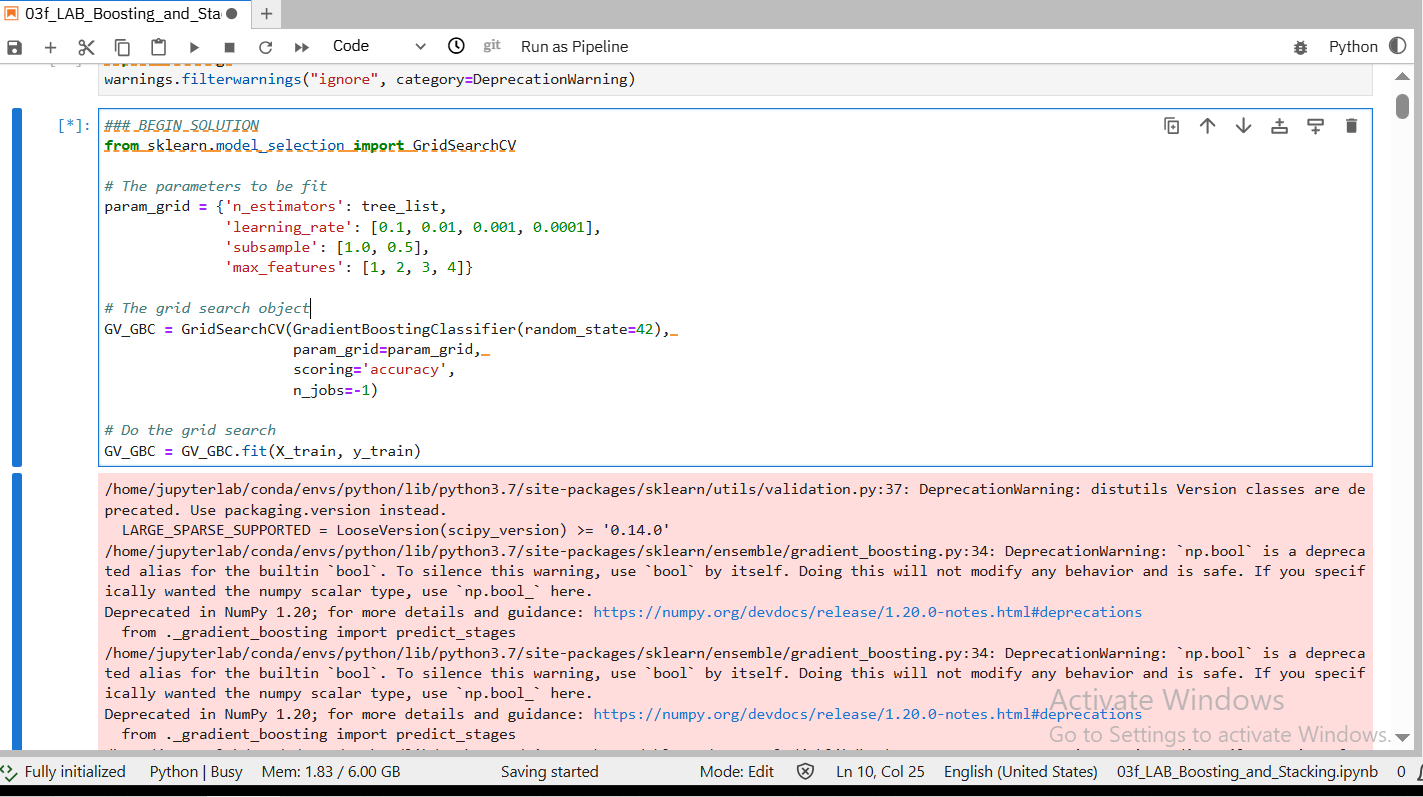 03f_LAB_Boosting_and_Sta
Code
git
Run as Pipeline
Python
warnings.filterwarnings("ignore", category=DeprecationWarning)
[*]:
### BEGIN SOLUTION
from sklearn.model_selection import GridSearchCV
# The parameters to be fit
param_grid = {'n_estimators': tree_list,
'learning_rate': [0.1, 0.01, 0.001, 0.0001],
'subsample': [1.0, 0.5],
'max_features': [1, 2, 3, 4]}
# The grid search object
GV_GBC = GridSearchCV(GradientBoostingClassifier(random_state=42),
param_grid=param_grid,
scoring='accuracy',
n_jobs=-1)
# Do the grid search
GV_GBC = GV_GBC.fit(X_train, y_train)
/home/jupyterlab/conda/envs/python/lib/python3.7/site-packages/sklearn/utils/validation.py:37: DeprecationWarning: distutils Version classes are de
precated. Use packaging.version instead.
LARGE_SPARSE_SUPPORTED = LooseVersion(scipy_version) >= '0.14.0'
/home/jupyterlab/conda/envs/python/lib/python3.7/site-packages/sklearn/ensemble/gradient_boosting.py:34: DeprecationWarning: `np.bool` is a depreca
ted alias for the builtin `bool`. To silence this warning, use `bool` by itself. Doing this will not modify any behavior and is safe. If you specif
ically wanted the numpy scalar type, use `np.bool_` here.
Deprecated in NumPy 1.20; for more details and guidance: https://numpy.org/devdocs/release/1.20.0-notes.html#deprecations
from ._gradient_boosting import predict_stages
/home/jupyterlab/conda/envs/python/lib/python3.7/site-packages/sklearn/ensemble/gradient_boosting.py:34: DeprecationWarning: `np.bool` is a depreca
ted alias for the builtin `bool`. To silence this warning, use `bool` by itself. Doing this will not modify any behavior and is safe. If you specif
ically wanted the numpy scalar type, use `np.bool_` here.
Deprecated in NumPy 1.20; for more details and guidance: https://numpy.org/devdocs/release/1.20.0-notes.html#deprecations
from ._gradient_boosting import predict_stages
Activate Windows
Go to Settings to activate Windows.
Fully initialized
Python | Busy
Mem: 1.83 / 6.00 GB
Saving started
Mode: Edit
Ln 10, Col 25
English (United States)
03f_LAB_Boosting_and_Stacking.ipynb
0